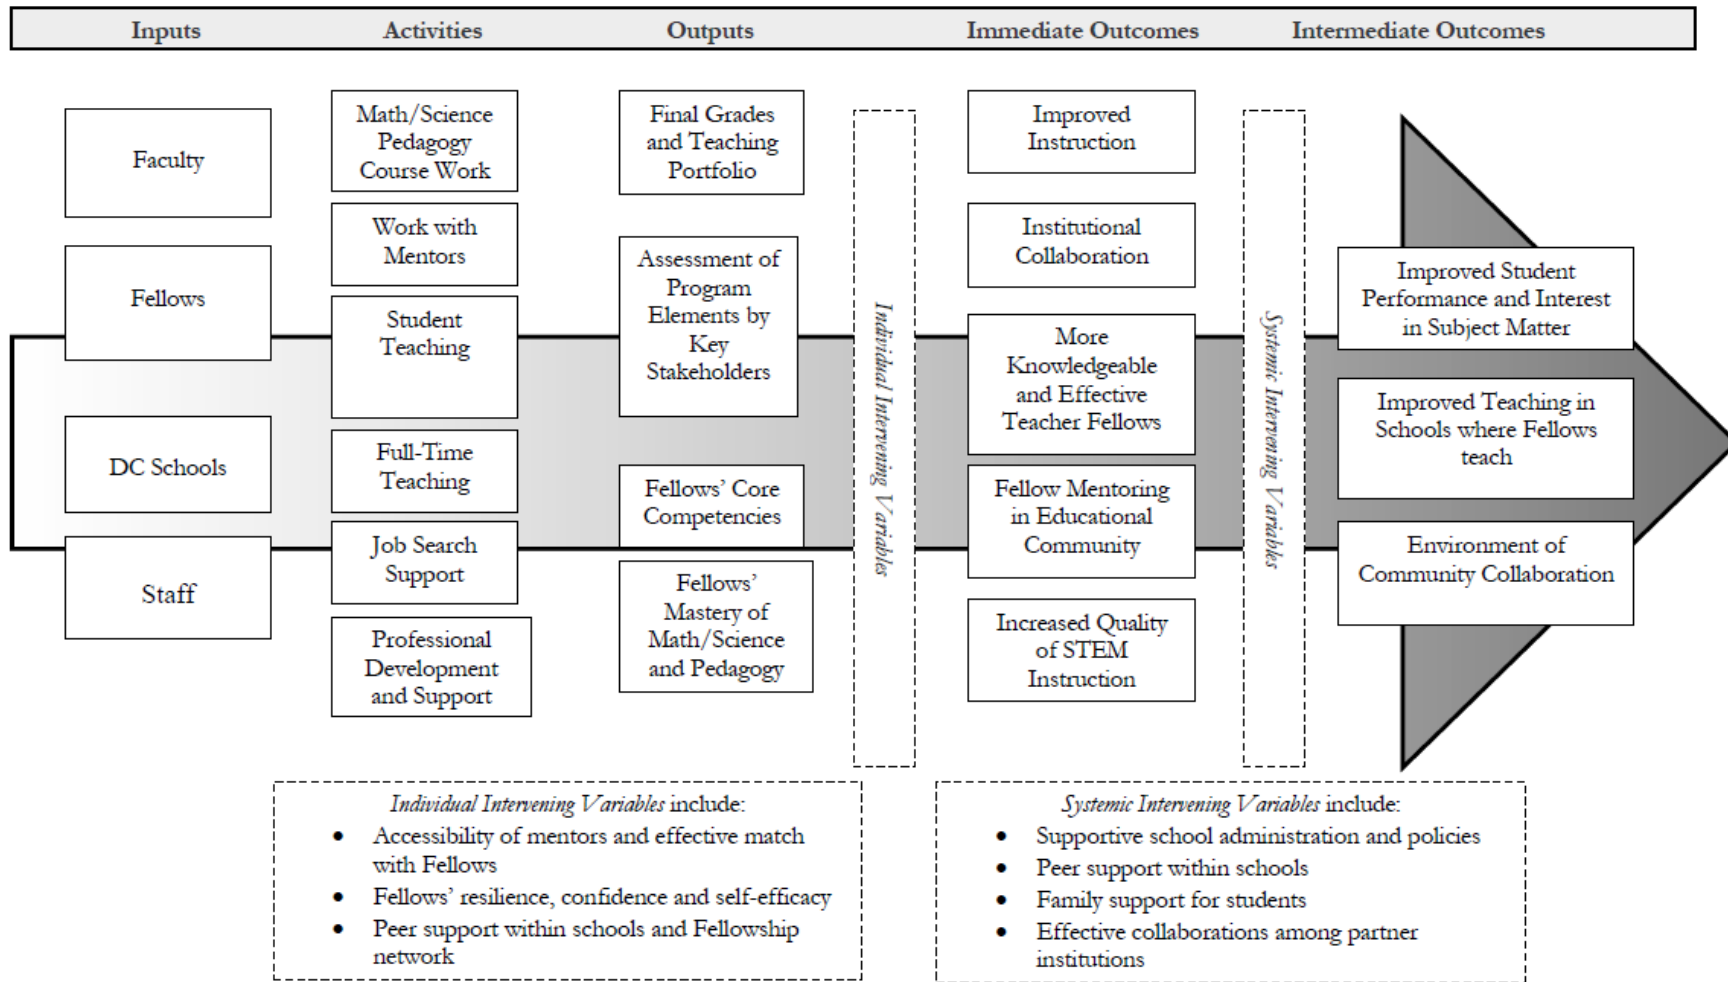 Inputs
Activities
Outputs
Immediate Outcomes
Intermediate Outcomes
Faculty
Fellows
DC Schools
Staff
Math/Science
Pedagogy
Course Work
Work with
Mentors
Student
Teaching
Full-Time
Teaching
Job Search
Support
Professional
Development
and Support
Final Grades
and Teaching
Portfolio
Assessment of
Program
Elements by
Key
Stakeholders
Fellows' Core
Competencies
Fellows'
Mastery of
Math/Science
and Pedagogy
Individual Intervening Variables
Improved
Instruction
Institutional
Collaboration
More
Knowledgeable
and Effective
Teacher Fellows
Fellow Mentoring
in Educational
Community
Increased Quality
of STEM
Instruction
Systemic Intervening Variables
Improved Student
Performance and Interest
in Subject Matter
Improved Teaching in
Schools where Fellows
teach
Environment of
Community Collaboration
Individual Intervening Variables include:
• Accessibility of mentors and effective match
with Fellows
• Fellows' resilience, confidence and self-efficacy
• Peer support within schools and Fellowship
network
Systemic Intervening Variables include:
• Supportive school administration and policies
• Peer support within schools
• Family support for students
• Effective collaborations among partner
institutions